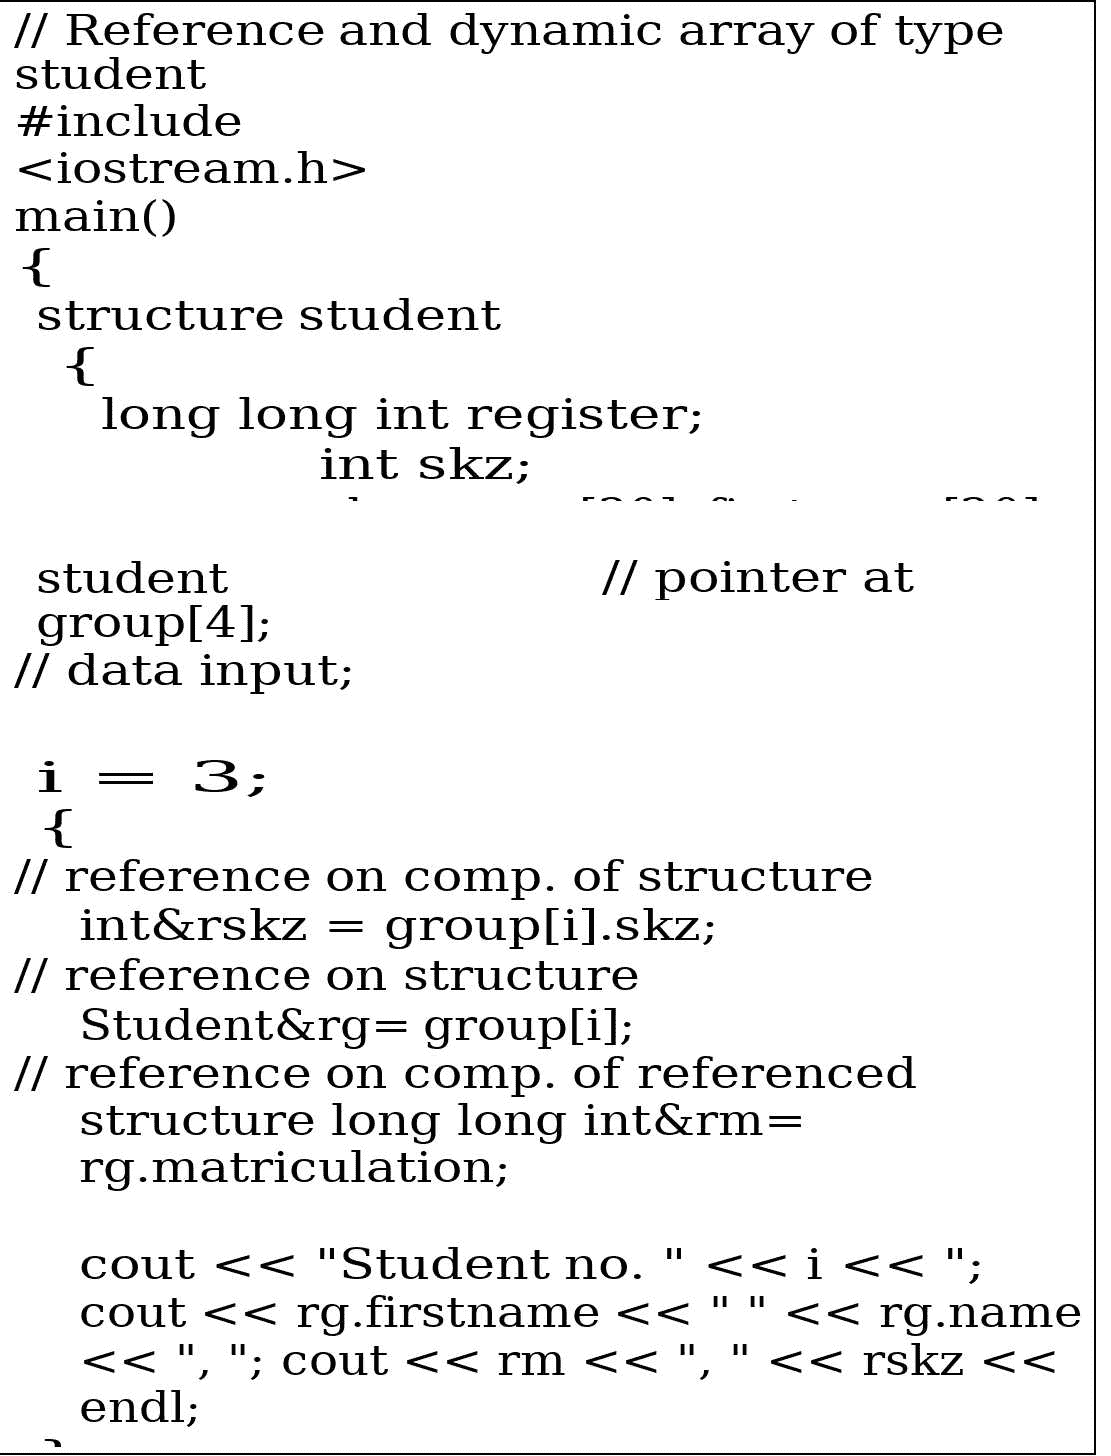 // Reference and dynamic array of type
student
#include
<iostream.h>
main()
{
structure student
{
long long int register;
int skz;
student // pointer at
group[4];
// data input;
i = 3;
{
// reference on comp. of structure
int&rskz = group[i].skz;
// reference on structure
Student&rg= group[i];
// reference on comp. of referenced
structure long long int&rm=
rg.matriculation;
cout << "Student no. " << i << ";
cout << rg.firstname << " " << rg.name
<< ", "; cout << rm << ", " << rskz <<
endl;